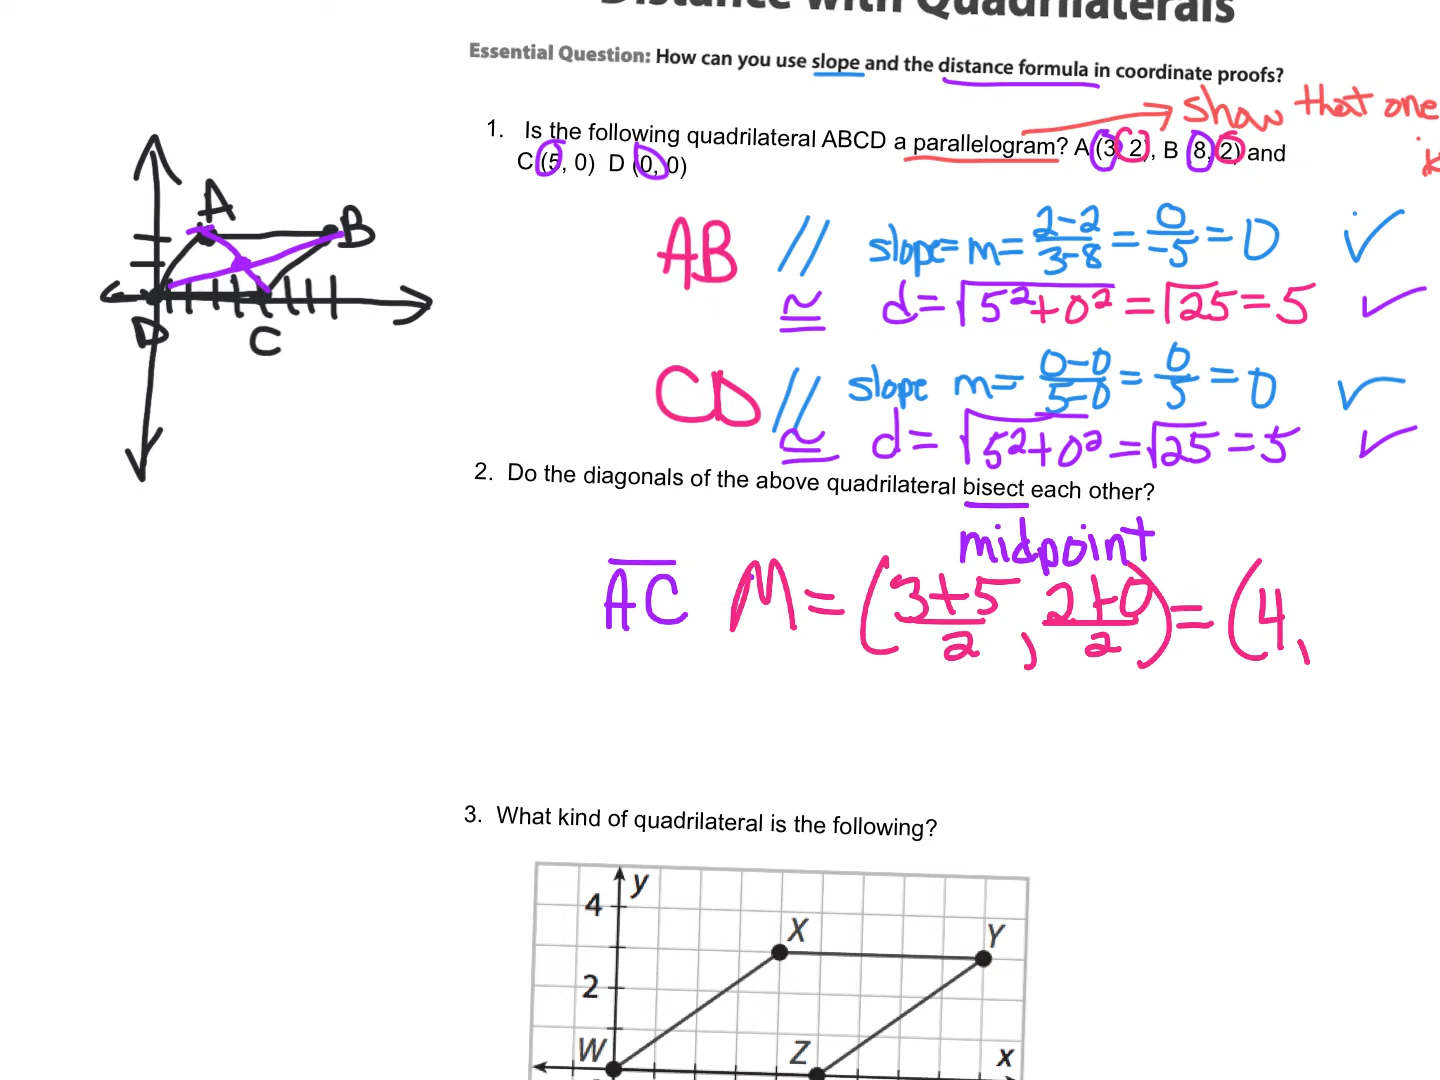 Distance with Quadrilaterals
Essential Question: How can you use slope and the distance formula in coordinate proofs?
show that one
1. Is the following quadrilateral ABCD a parallelogram? A (3, 2), B (8, 2) and
C (5, 0) D (0, 0)
A
B
D
C
AB // slope = m = 2-2/3-8 = 0/-5 = 0 ✓
≅ d = √5²+0² = √25 = 5 ✓
CD // slope m = 0-0/5-0 = 0/5 = 0 ✓
≅ d = √5²+0² = √25 = 5 ✓
2. Do the diagonals of the above quadrilateral bisect each other?
midpoint
AC M = (3+5/2, 2+0/2) = (4,
3. What kind of quadrilateral is the following?
y
4
X
Y
2
W
Z
x